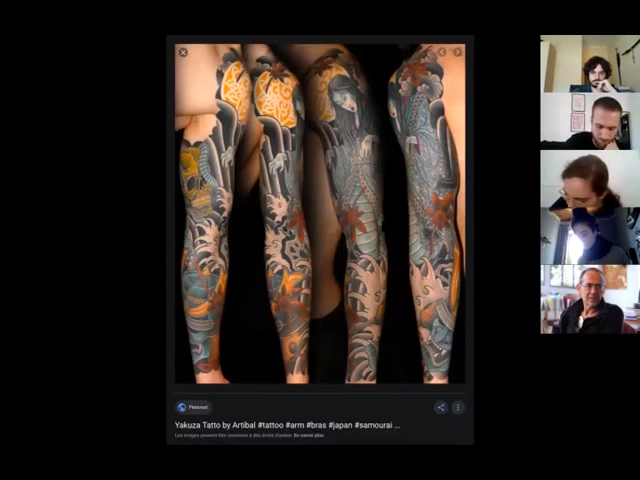 Pinterest
Yakuza Tatto by Artibal #tattoo #arm #bras #japan #samourai ...
Les images peuvent être soumises à des droits d'auteur. En savoir plus.